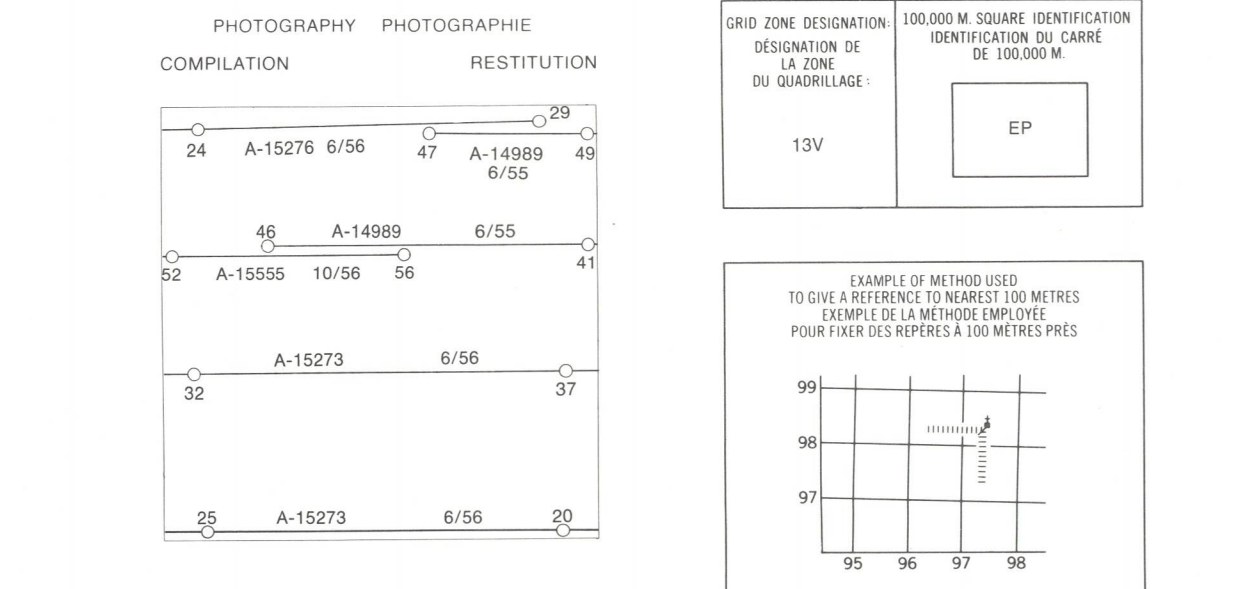 PHOTOGRAPHY PHOTOGRAPHIE
COMPILATION RESTITUTION
29
24 A-15276 6/56 47 A-14989 49
6/55
46 A-14989 6/55
52 A-15555 10/56 56 41
A-15273 6/56
32 37
25 A-15273 6/56 20
GRID ZONE DESIGNATION:
DÉSIGNATION DE
LA ZONE
DU QUADRILLAGE:
13V
100,000 M. SQUARE IDENTIFICATION
IDENTIFICATION DU CARRÉ
DE 100,000 M.
EP
EXAMPLE OF METHOD USED
TO GIVE A REFERENCE TO NEAREST 100 METRES
EXEMPLE DE LA MÉTHODE EMPLOYÉE
POUR FIXER DES REPÈRES À 100 MÈTRES PRÈS
99
98
97
95 96 97 98